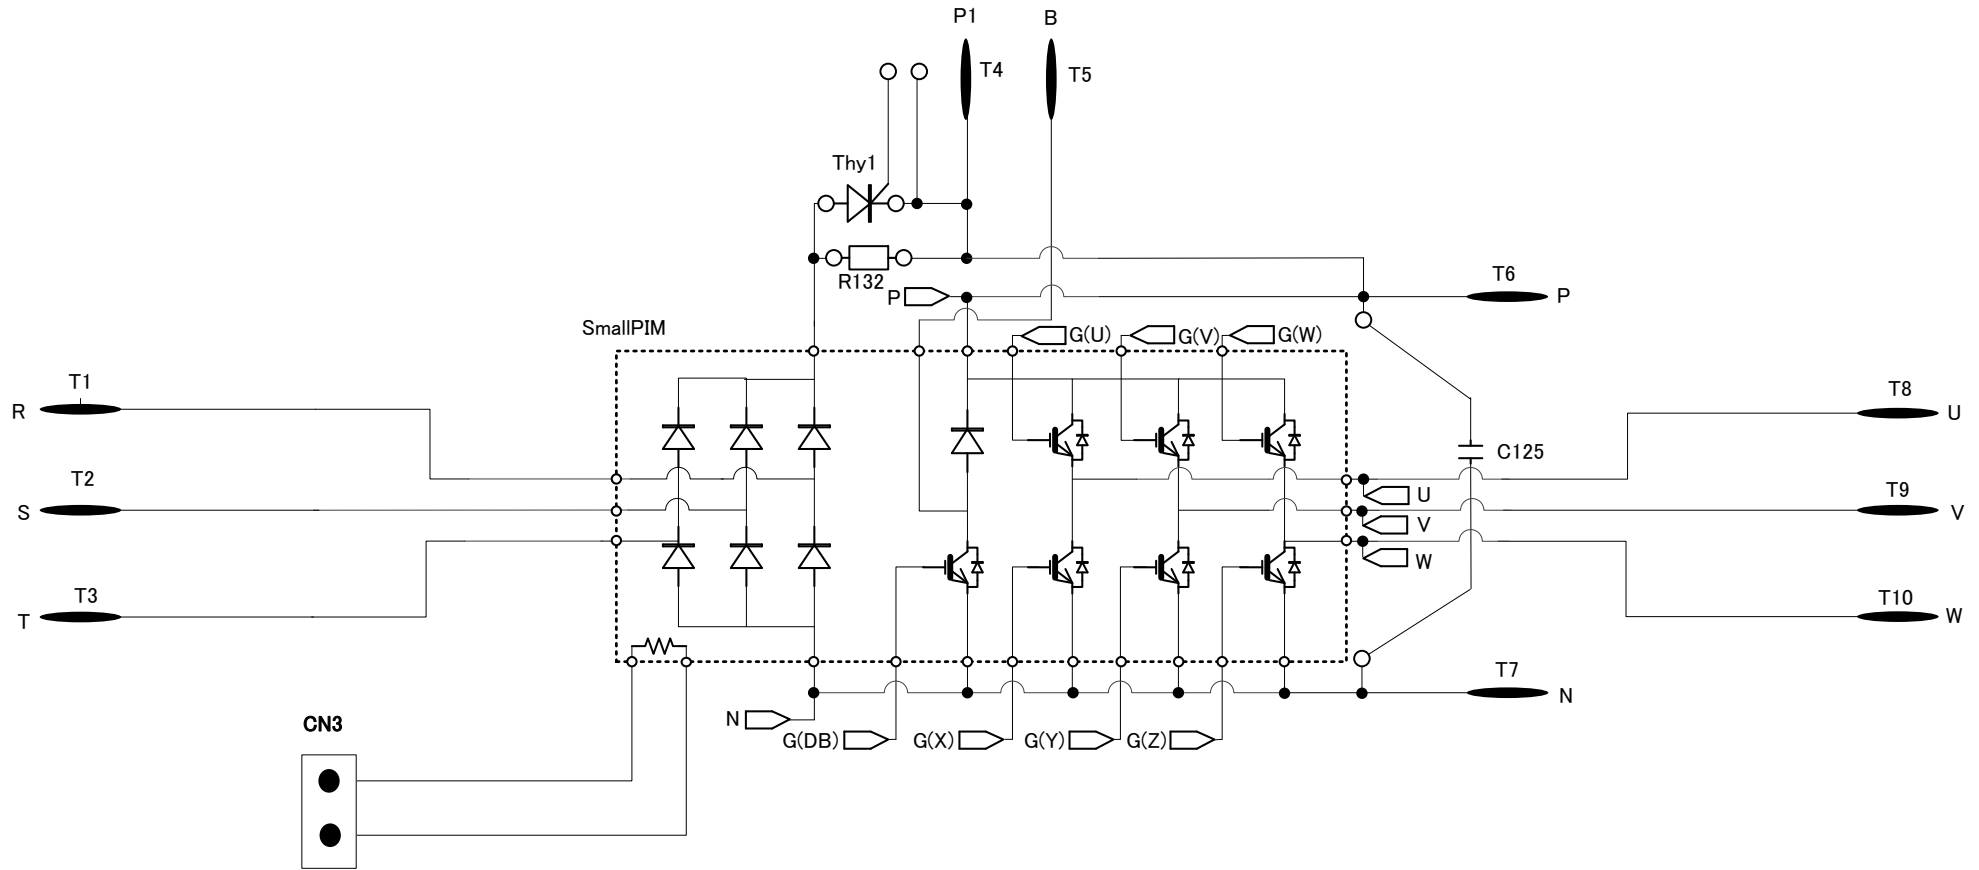 P1
B
T4
T5
Thy1
R132
T6
P
P
SmallPIM
G(U)
G(V)
G(W)
T1
R
T8
U
C125
T2
S
U
T9
V
V
W
T3
T
T10
W
T7
N
N
CN3
G(DB)
G(X)
G(Y)
G(Z)